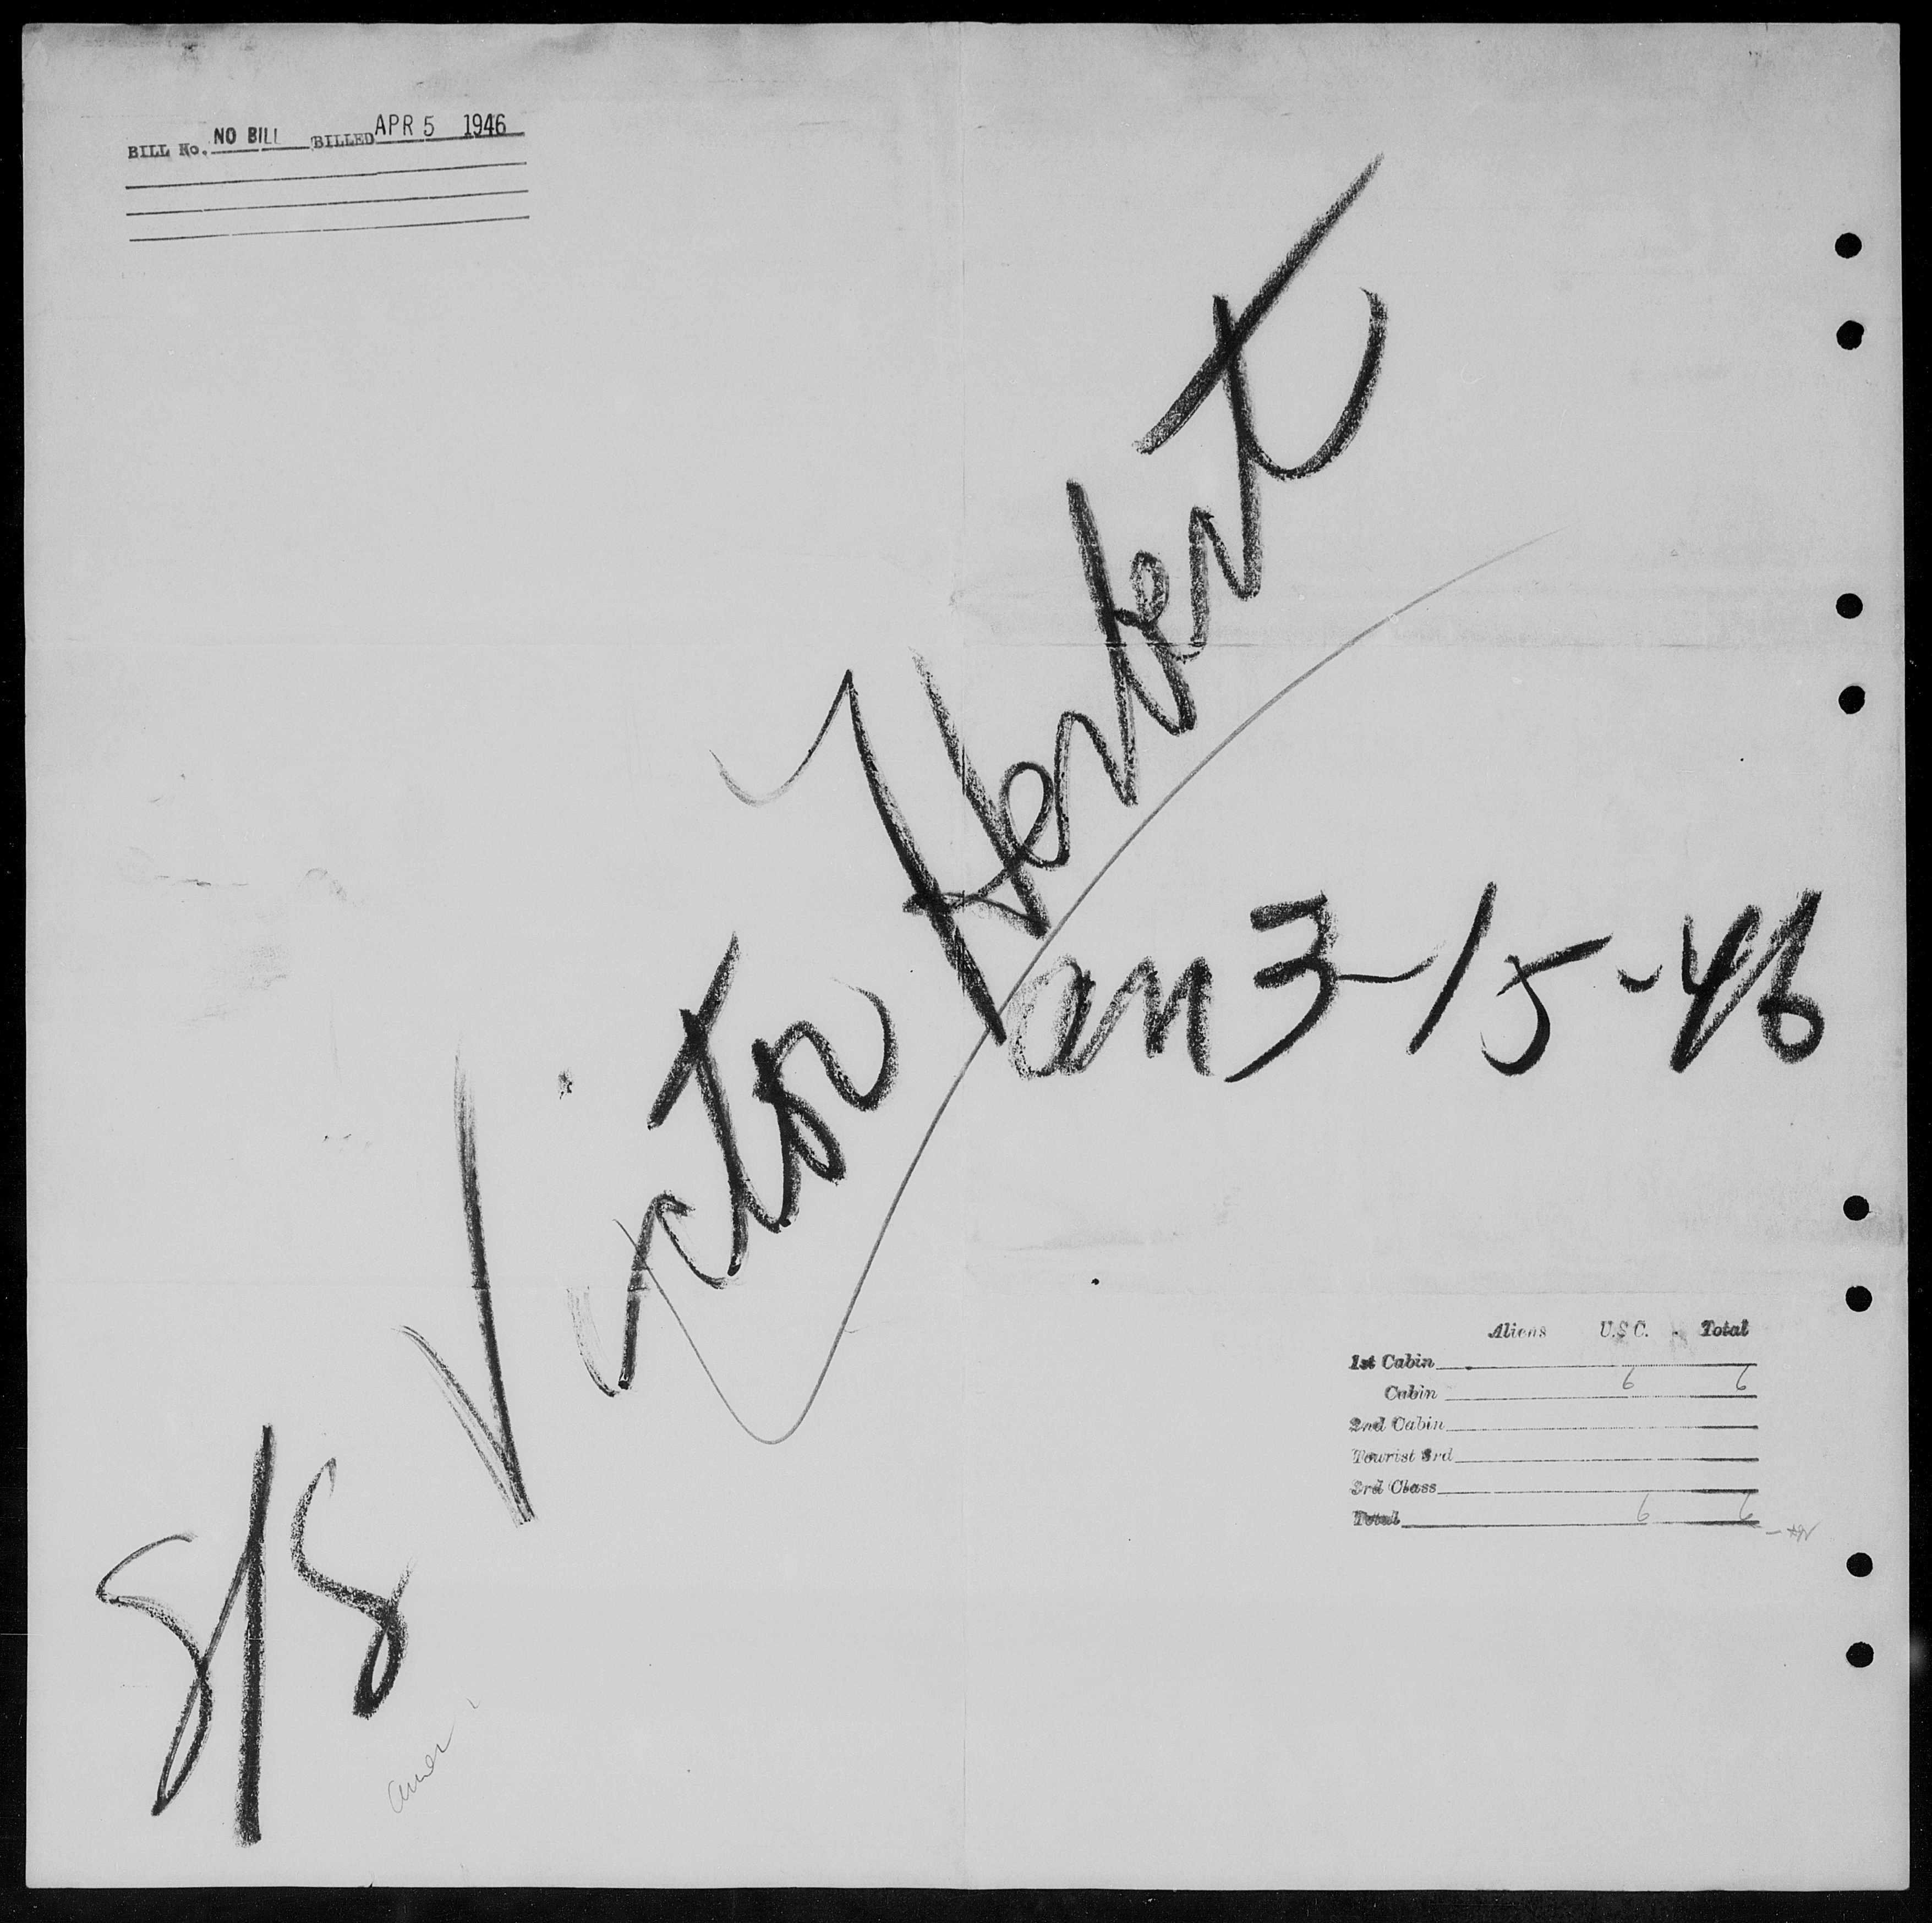 BILL No. NO BILL BILLED APR 5 1946
S/S Victor Herbert
arr 3-15-46
Aliens U.S.C. Total
1st Cabin
Cabin 6 6
2nd Cabin
Tourist 3rd
3rd Class
Total 6 6
amer